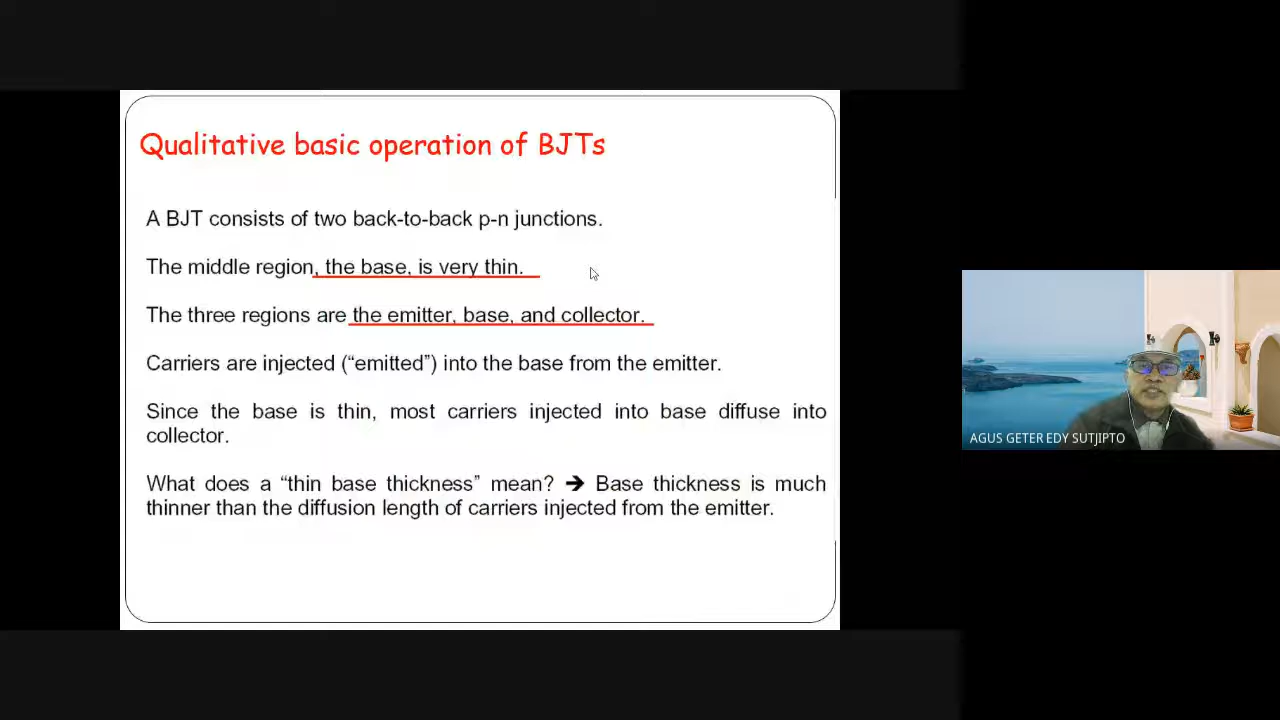 Qualitative basic operation of BJTs
A BJT consists of two back-to-back p-n junctions.
The middle region, the base, is very thin.
The three regions are the emitter, base, and collector.
Carriers are injected (“emitted”) into the base from the emitter.
Since the base is thin, most carriers injected into base diffuse into
collector.
What does a “thin base thickness” mean? ➔ Base thickness is much
thinner than the diffusion length of carriers injected from the emitter.
AGUS GETER EDY SUTJIPTO